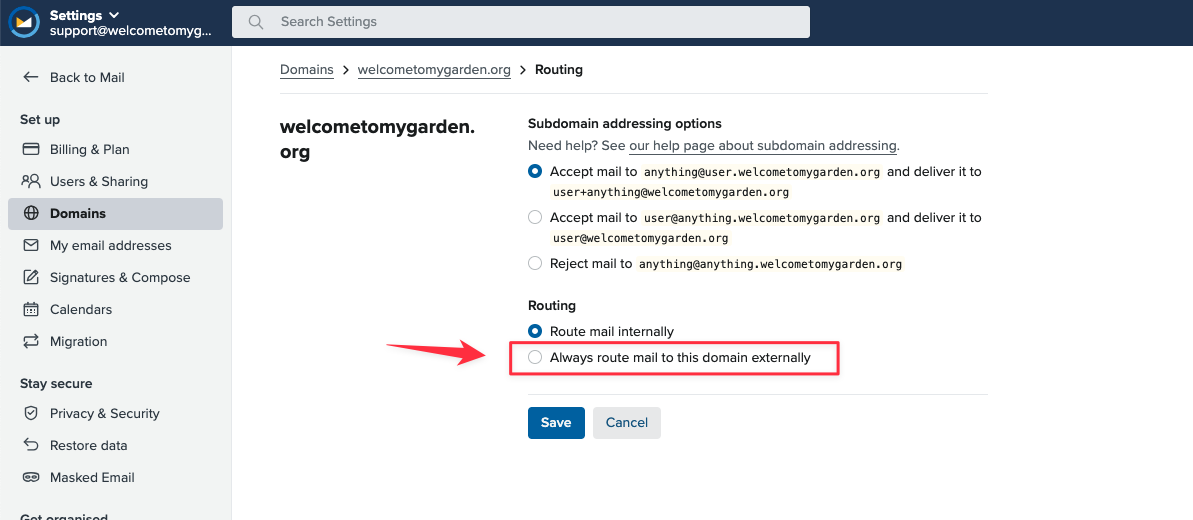 Settings
support@welcometomyg...
Search Settings
Back to Mail
Set up
Billing & Plan
Users & Sharing
Domains
My email addresses
Signatures & Compose
Calendars
Migration
Stay secure
Privacy & Security
Restore data
Masked Email
Get organised
Domains > welcometomygarden.org > Routing
welcometomygarden.
org
Subdomain addressing options
Need help? See our help page about subdomain addressing.
Accept mail to anything@user.welcometomygarden.org and deliver it to
user+anything@welcometomygarden.org
Accept mail to user@anything.welcometomygarden.org and deliver it to
user@welcometomygarden.org
Reject mail to anything@anything.welcometomygarden.org
Routing
Route mail internally
Always route mail to this domain externally
Save
Cancel